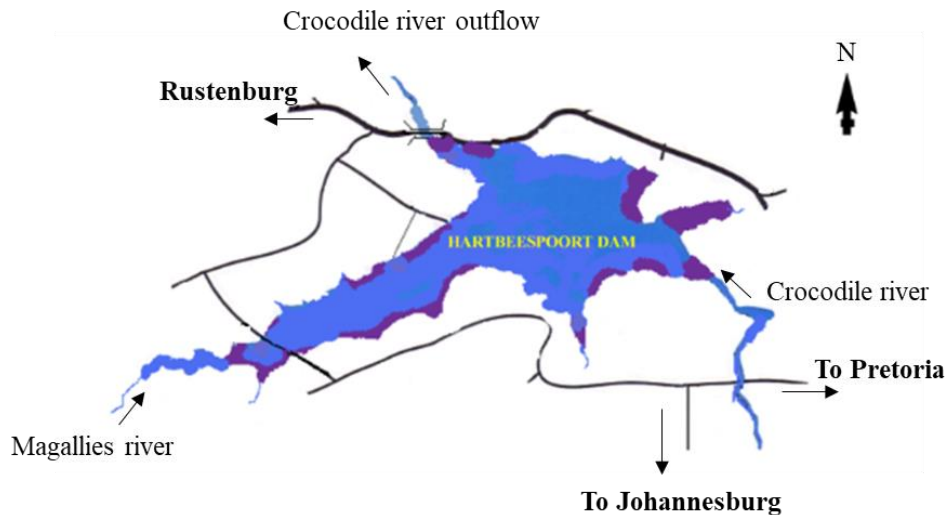 Crocodile river outflow
N
Rustenburg
HARTBEESPOORT DAM
Crocodile river
To Pretoria
Magallies river
To Johannesburg